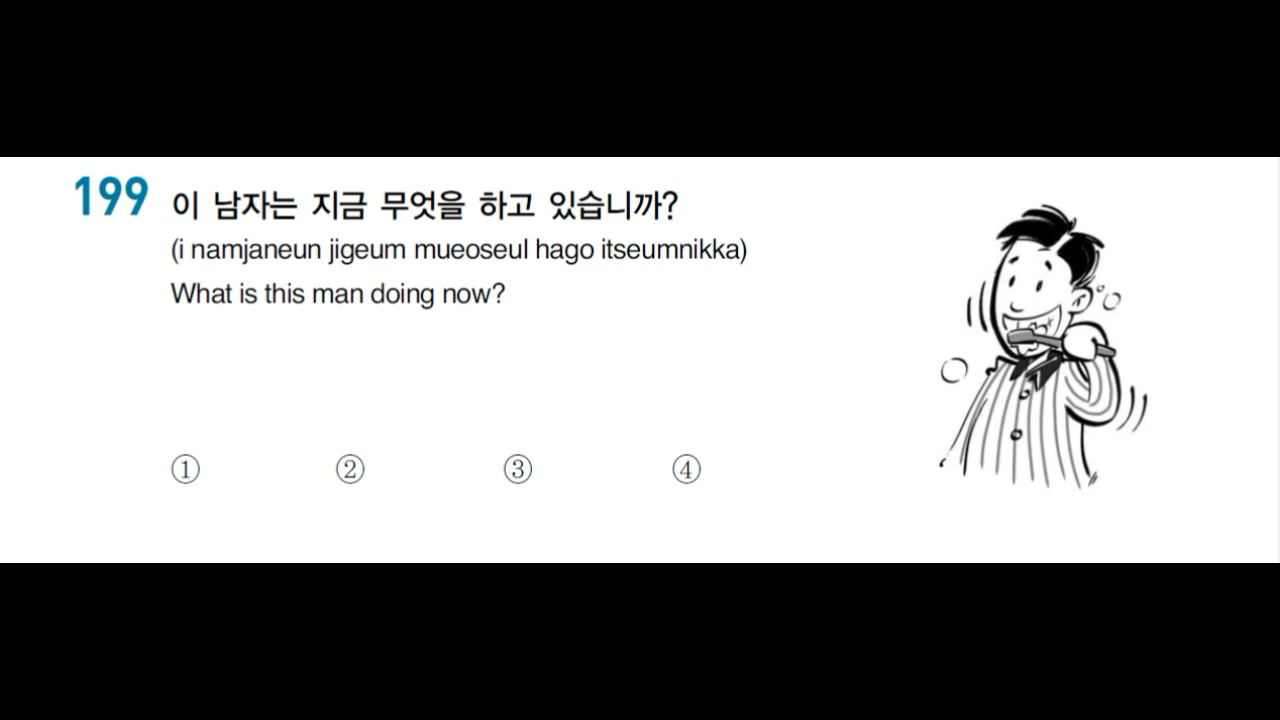 199 이 남자는 지금 무엇을 하고 있습니까?
(i namjaneun jigeum mueoseul hago itseumnikka)
What is this man doing now?
① ② ③ ④